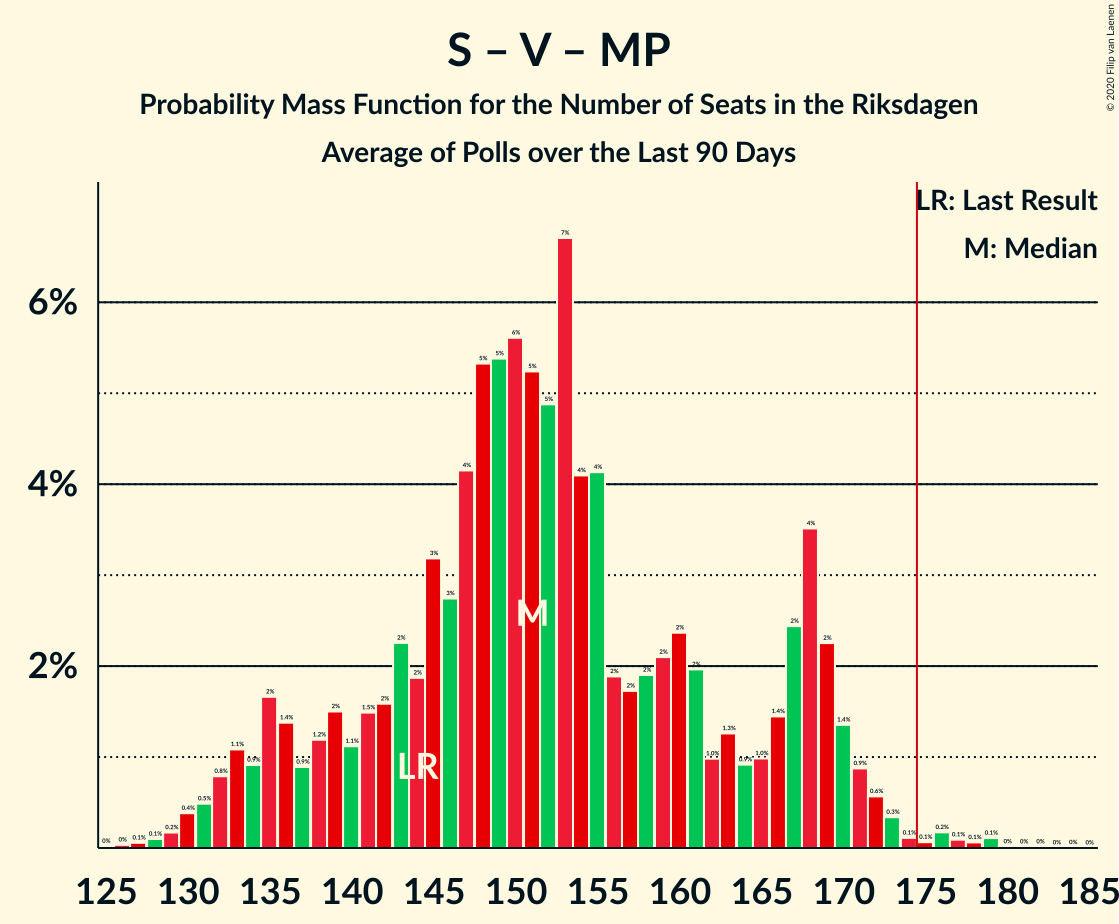 S – V – MP
Probability Mass Function for the Number of Seats in the Riksdagen
Average of Polls over the Last 90 Days
© 2020 Filip van Laenen
LR: Last Result
M: Median
6%
4%
2%
0% 0% 0.1% 0.1% 0.2% 0.4% 0.5% 0.8% 1.1% 0.9% 2% 1.4% 0.9% 1.2% 2% 1.1% 1.5% 2% 2% 2% 3% 3% 4% 5% 5% 6% 5% 5% 7% 4% 4% 2% 2% 2% 2% 2% 2% 1.0% 1.3% 0.9% 1.0% 1.4% 2% 4% 2% 1.4% 0.9% 0.6% 0.3% 0.1% 0.1% 0.2% 0.1% 0.1% 0.1% 0% 0% 0% 0% 0% 0%
M
LR
125 130 135 140 145 150 155 160 165 170 175 180 185